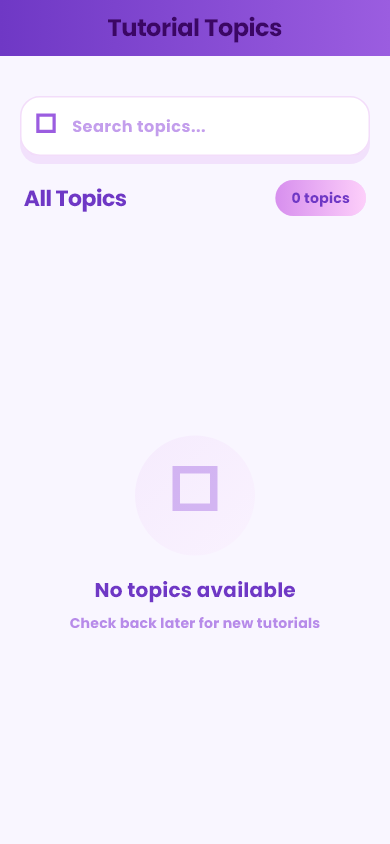 Tutorial Topics
Search topics...
All Topics
0 topics
No topics available
Check back later for new tutorials